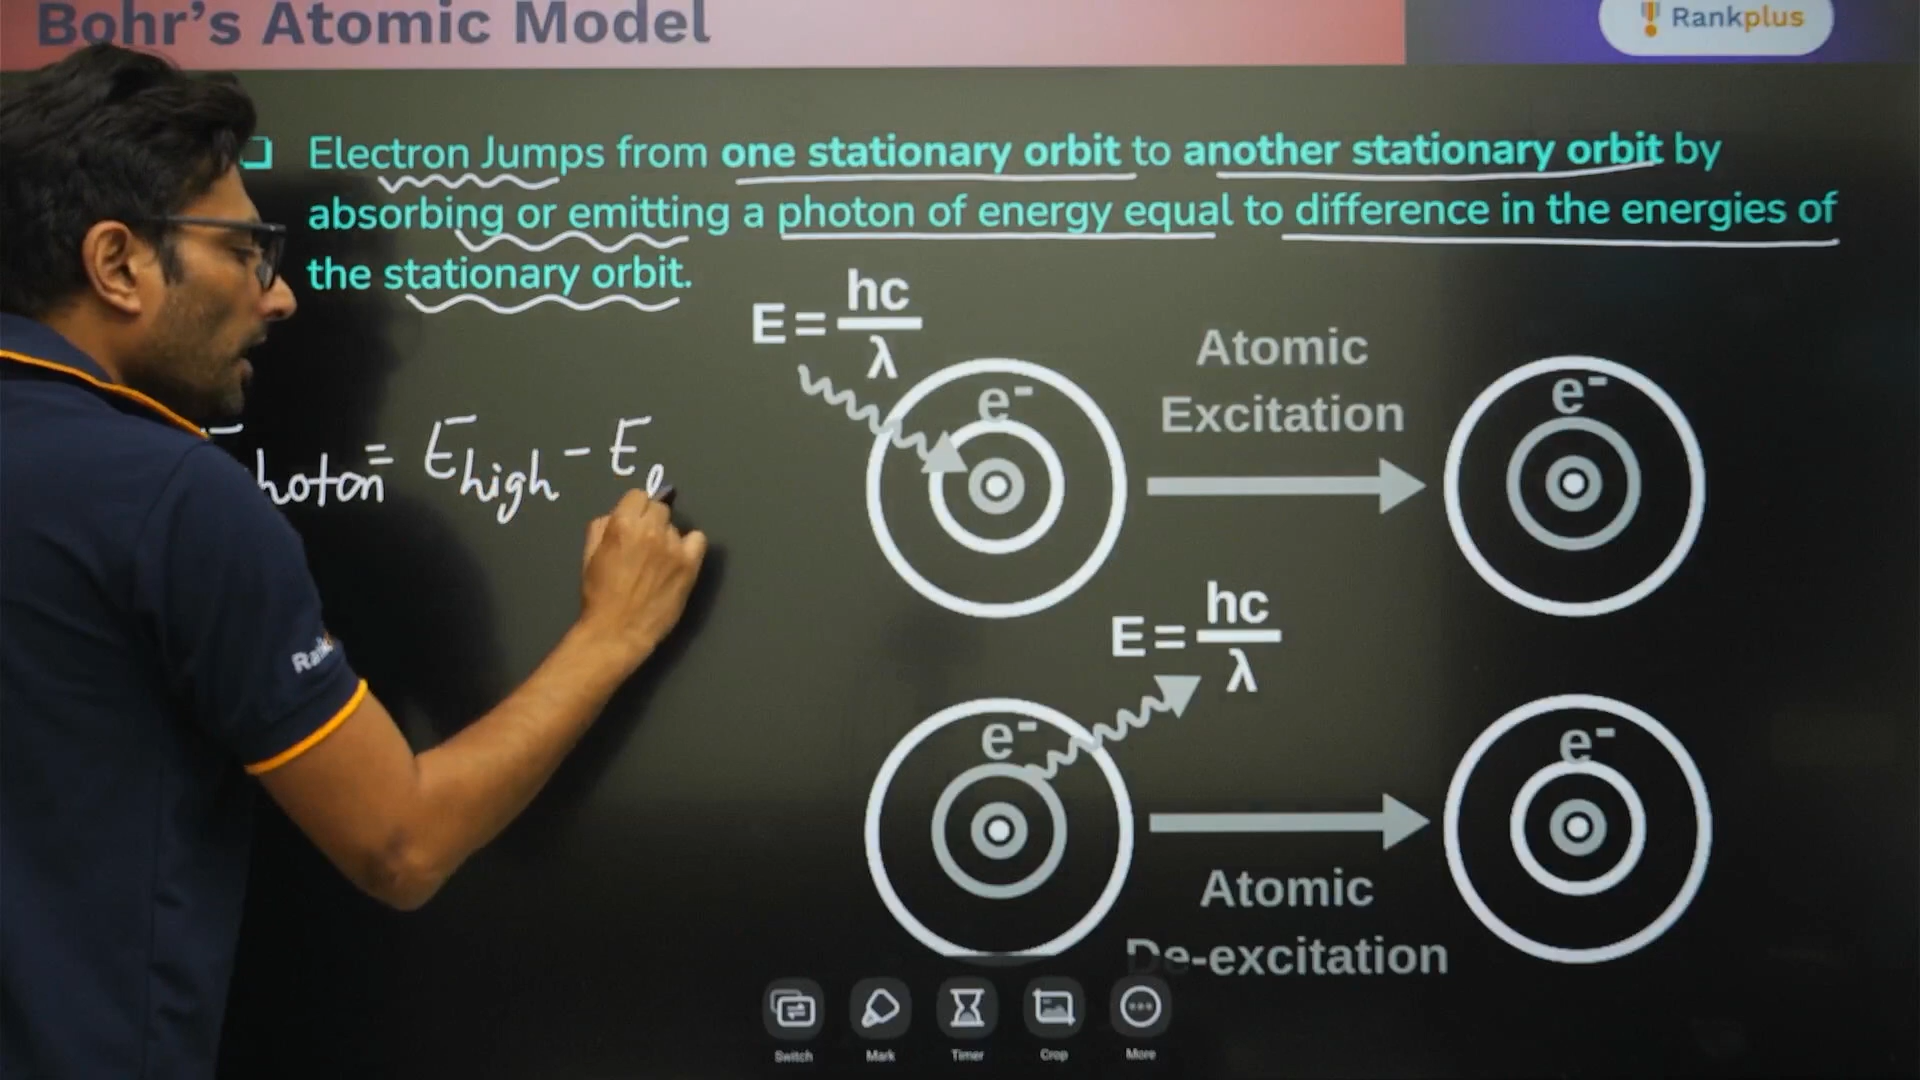 Bohr's Atomic Model
Rankplus
Electron Jumps from one stationary orbit to another stationary orbit by
absorbing or emitting a photon of energy equal to difference in the energies of
the stationary orbit.
E = hc
λ
e-
Atomic
Excitation
e-
hoton = E high - E
E = hc
λ
e-
Atomic
De-excitation
e-
Switch
Mark
Timer
Crop
More